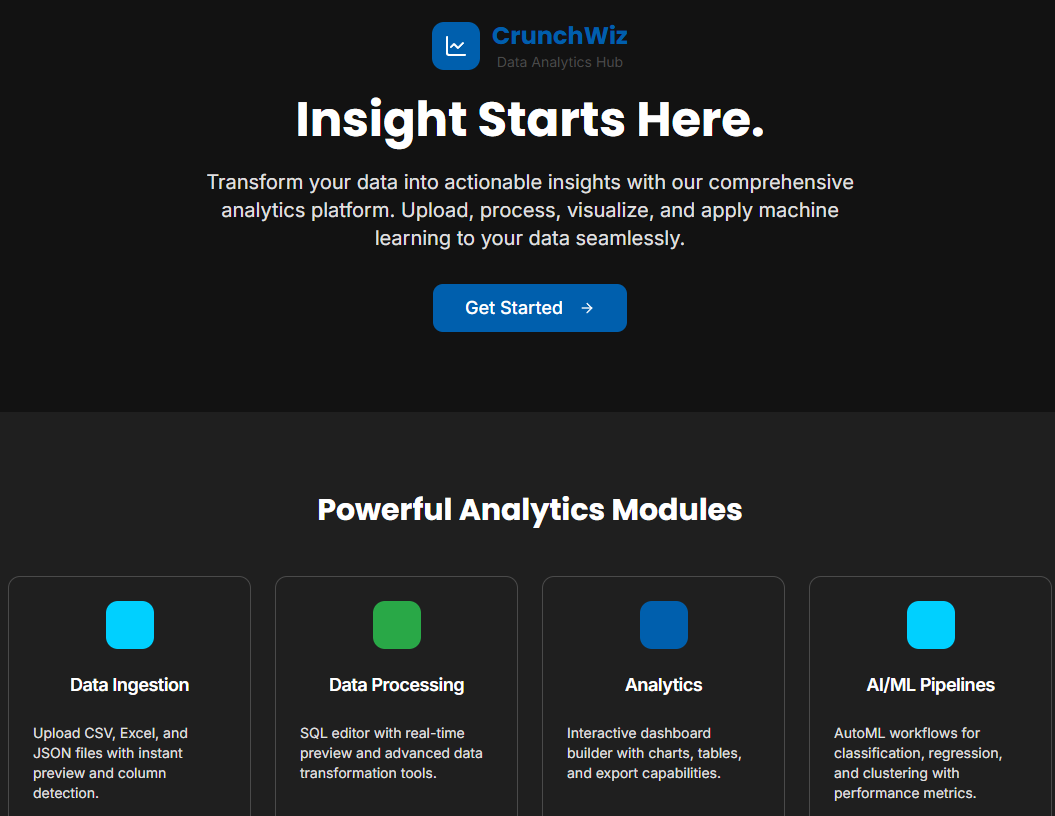 CrunchWiz
Data Analytics Hub
Insight Starts Here.
Transform your data into actionable insights with our comprehensive
analytics platform. Upload, process, visualize, and apply machine
learning to your data seamlessly.
Get Started
Powerful Analytics Modules
Data Ingestion
Upload CSV, Excel, and
JSON files with instant
preview and column
detection.
Data Processing
SQL editor with real-time
preview and advanced data
transformation tools.
Analytics
Interactive dashboard
builder with charts, tables,
and export capabilities.
AI/ML Pipelines
AutoML workflows for
classification, regression,
and clustering with
performance metrics.